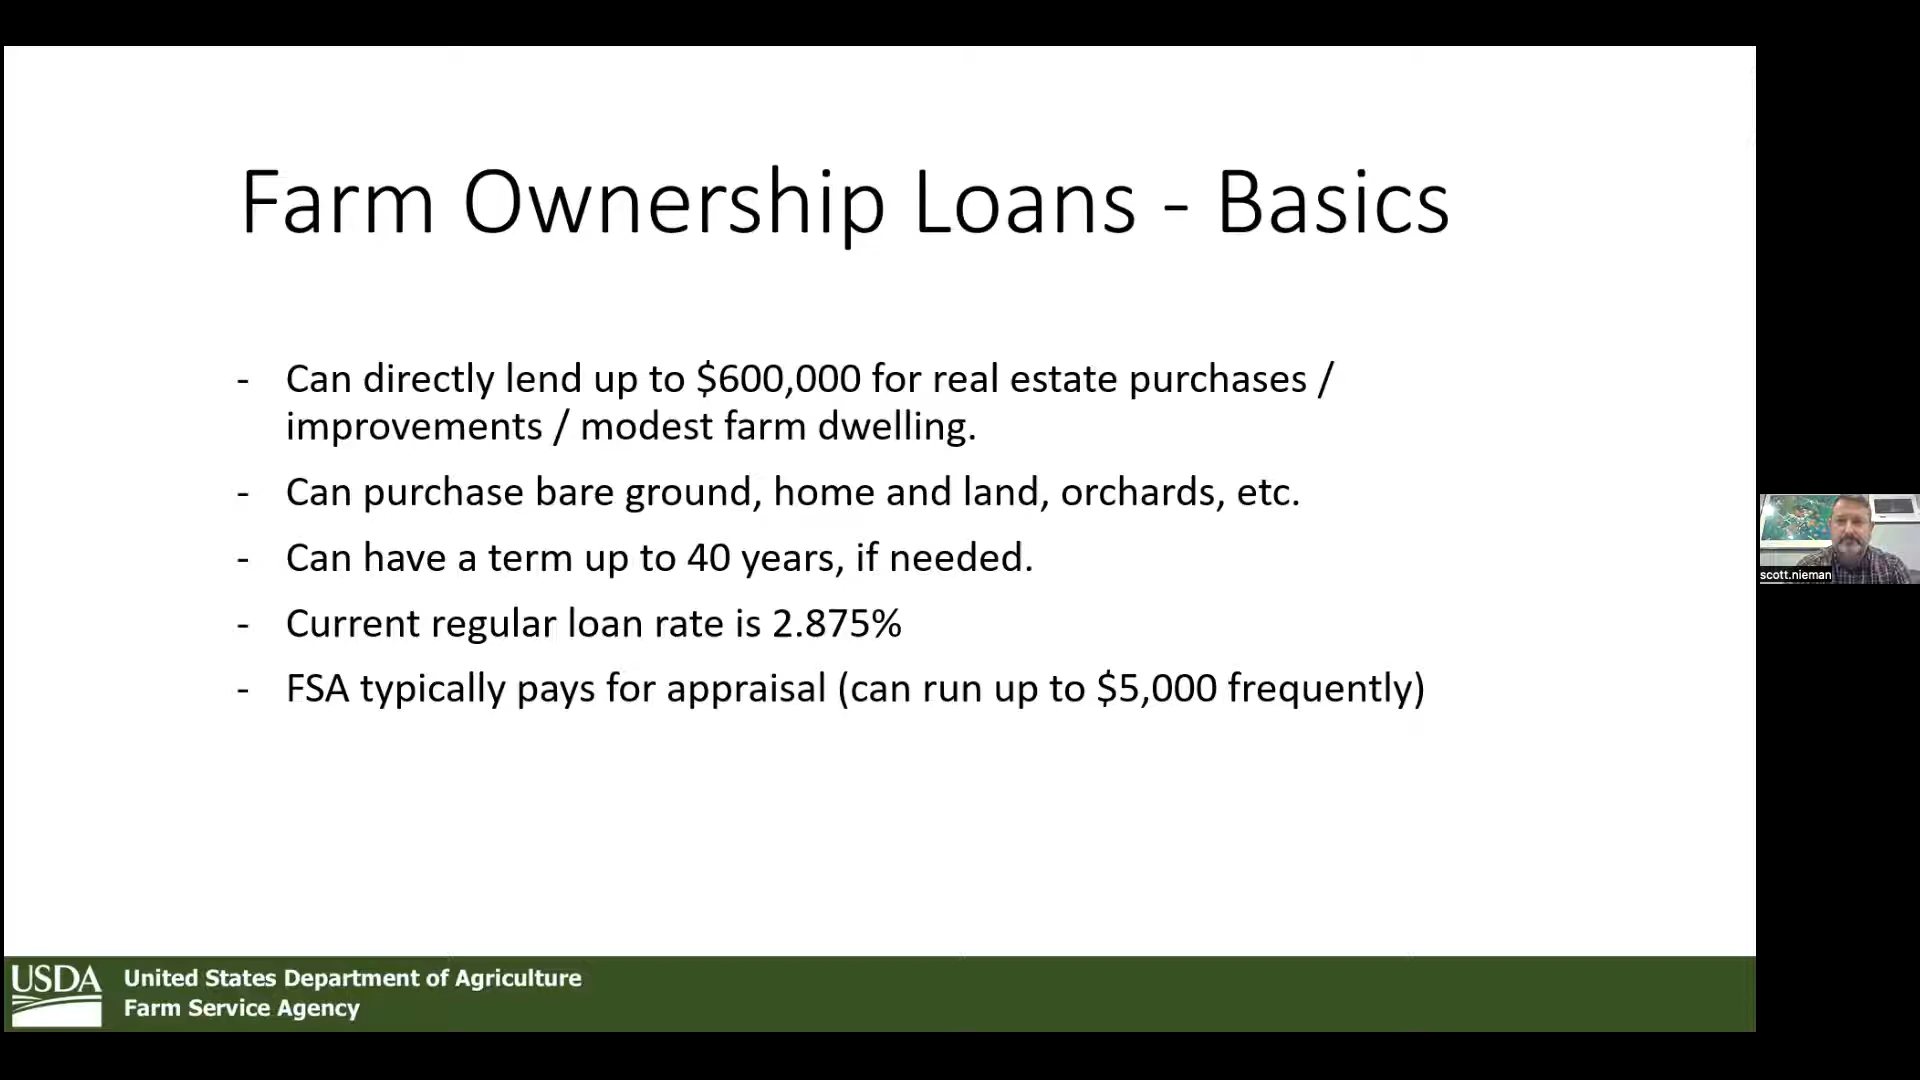 Farm Ownership Loans - Basics
- Can directly lend up to $600,000 for real estate purchases /
improvements / modest farm dwelling.
- Can purchase bare ground, home and land, orchards, etc.
- Can have a term up to 40 years, if needed.
- Current regular loan rate is 2.875%
- FSA typically pays for appraisal (can run up to $5,000 frequently)
scott.nieman
USDA
United States Department of Agriculture
Farm Service Agency